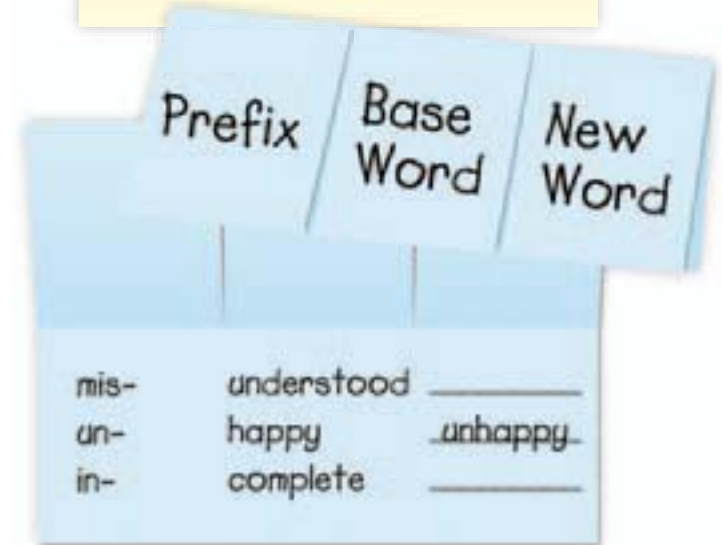 Prefix
Base
Word
New
Word
mis- understood
un- happy unhappy
in- complete